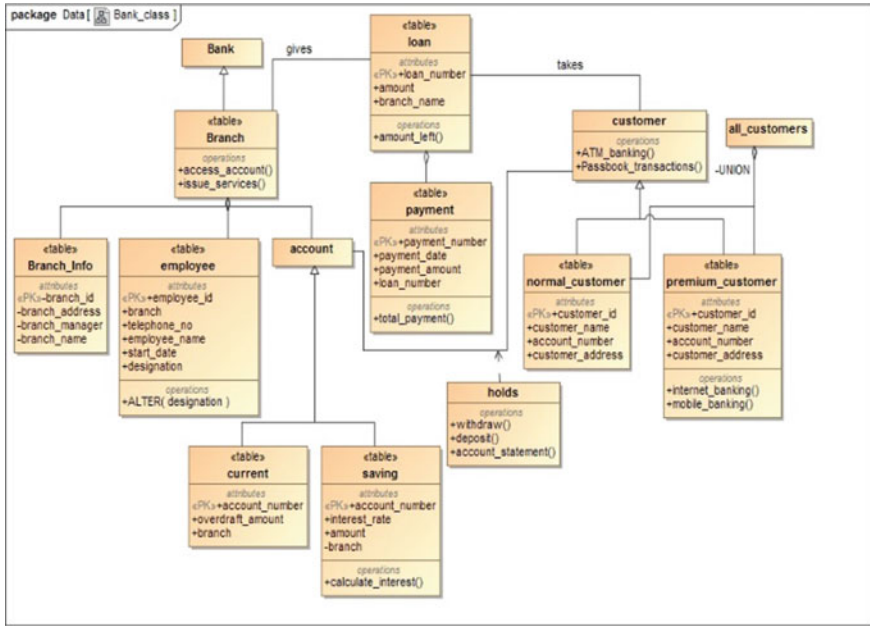 package Data[ Bank_class ]
Bank
gives
«table»
loan
attributes
«PK»+loan_number
+amount
+branch_name
operations
+amount_left()
takes
«table»
Branch
operations
+access_account()
+issue_services()
«table»
customer
operations
+ATM_banking()
+Passbook_transactions()
all_customers
-UNION
«table»
Branch_Info
attributes
«PK»-branch_id
-branch_address
-branch_manager
-branch_name
«table»
employee
attributes
«PK»+employee_id
+branch
+telephone_no
+employee_name
+start_date
+designation
operations
+ALTER( designation )
account
«table»
payment
attributes
«PK»+payment_number
+payment_date
+payment_amount
+loan_number
operations
+total_payment()
«table»
normal_customer
attributes
«PK»+customer_id
+customer_name
+account_number
+customer_address
«table»
premium_customer
attributes
«PK»+customer_id
+customer_name
+account_number
+customer_address
operations
+internet_banking()
+mobile_banking()
holds
operations
+withdraw()
+deposit()
+account_statement()
«table»
current
attributes
«PK»+account_number
+overdraft_amount
+branch
«table»
saving
attributes
«PK»+account_number
+interest_rate
+amount
-branch
operations
+calculate_interest()